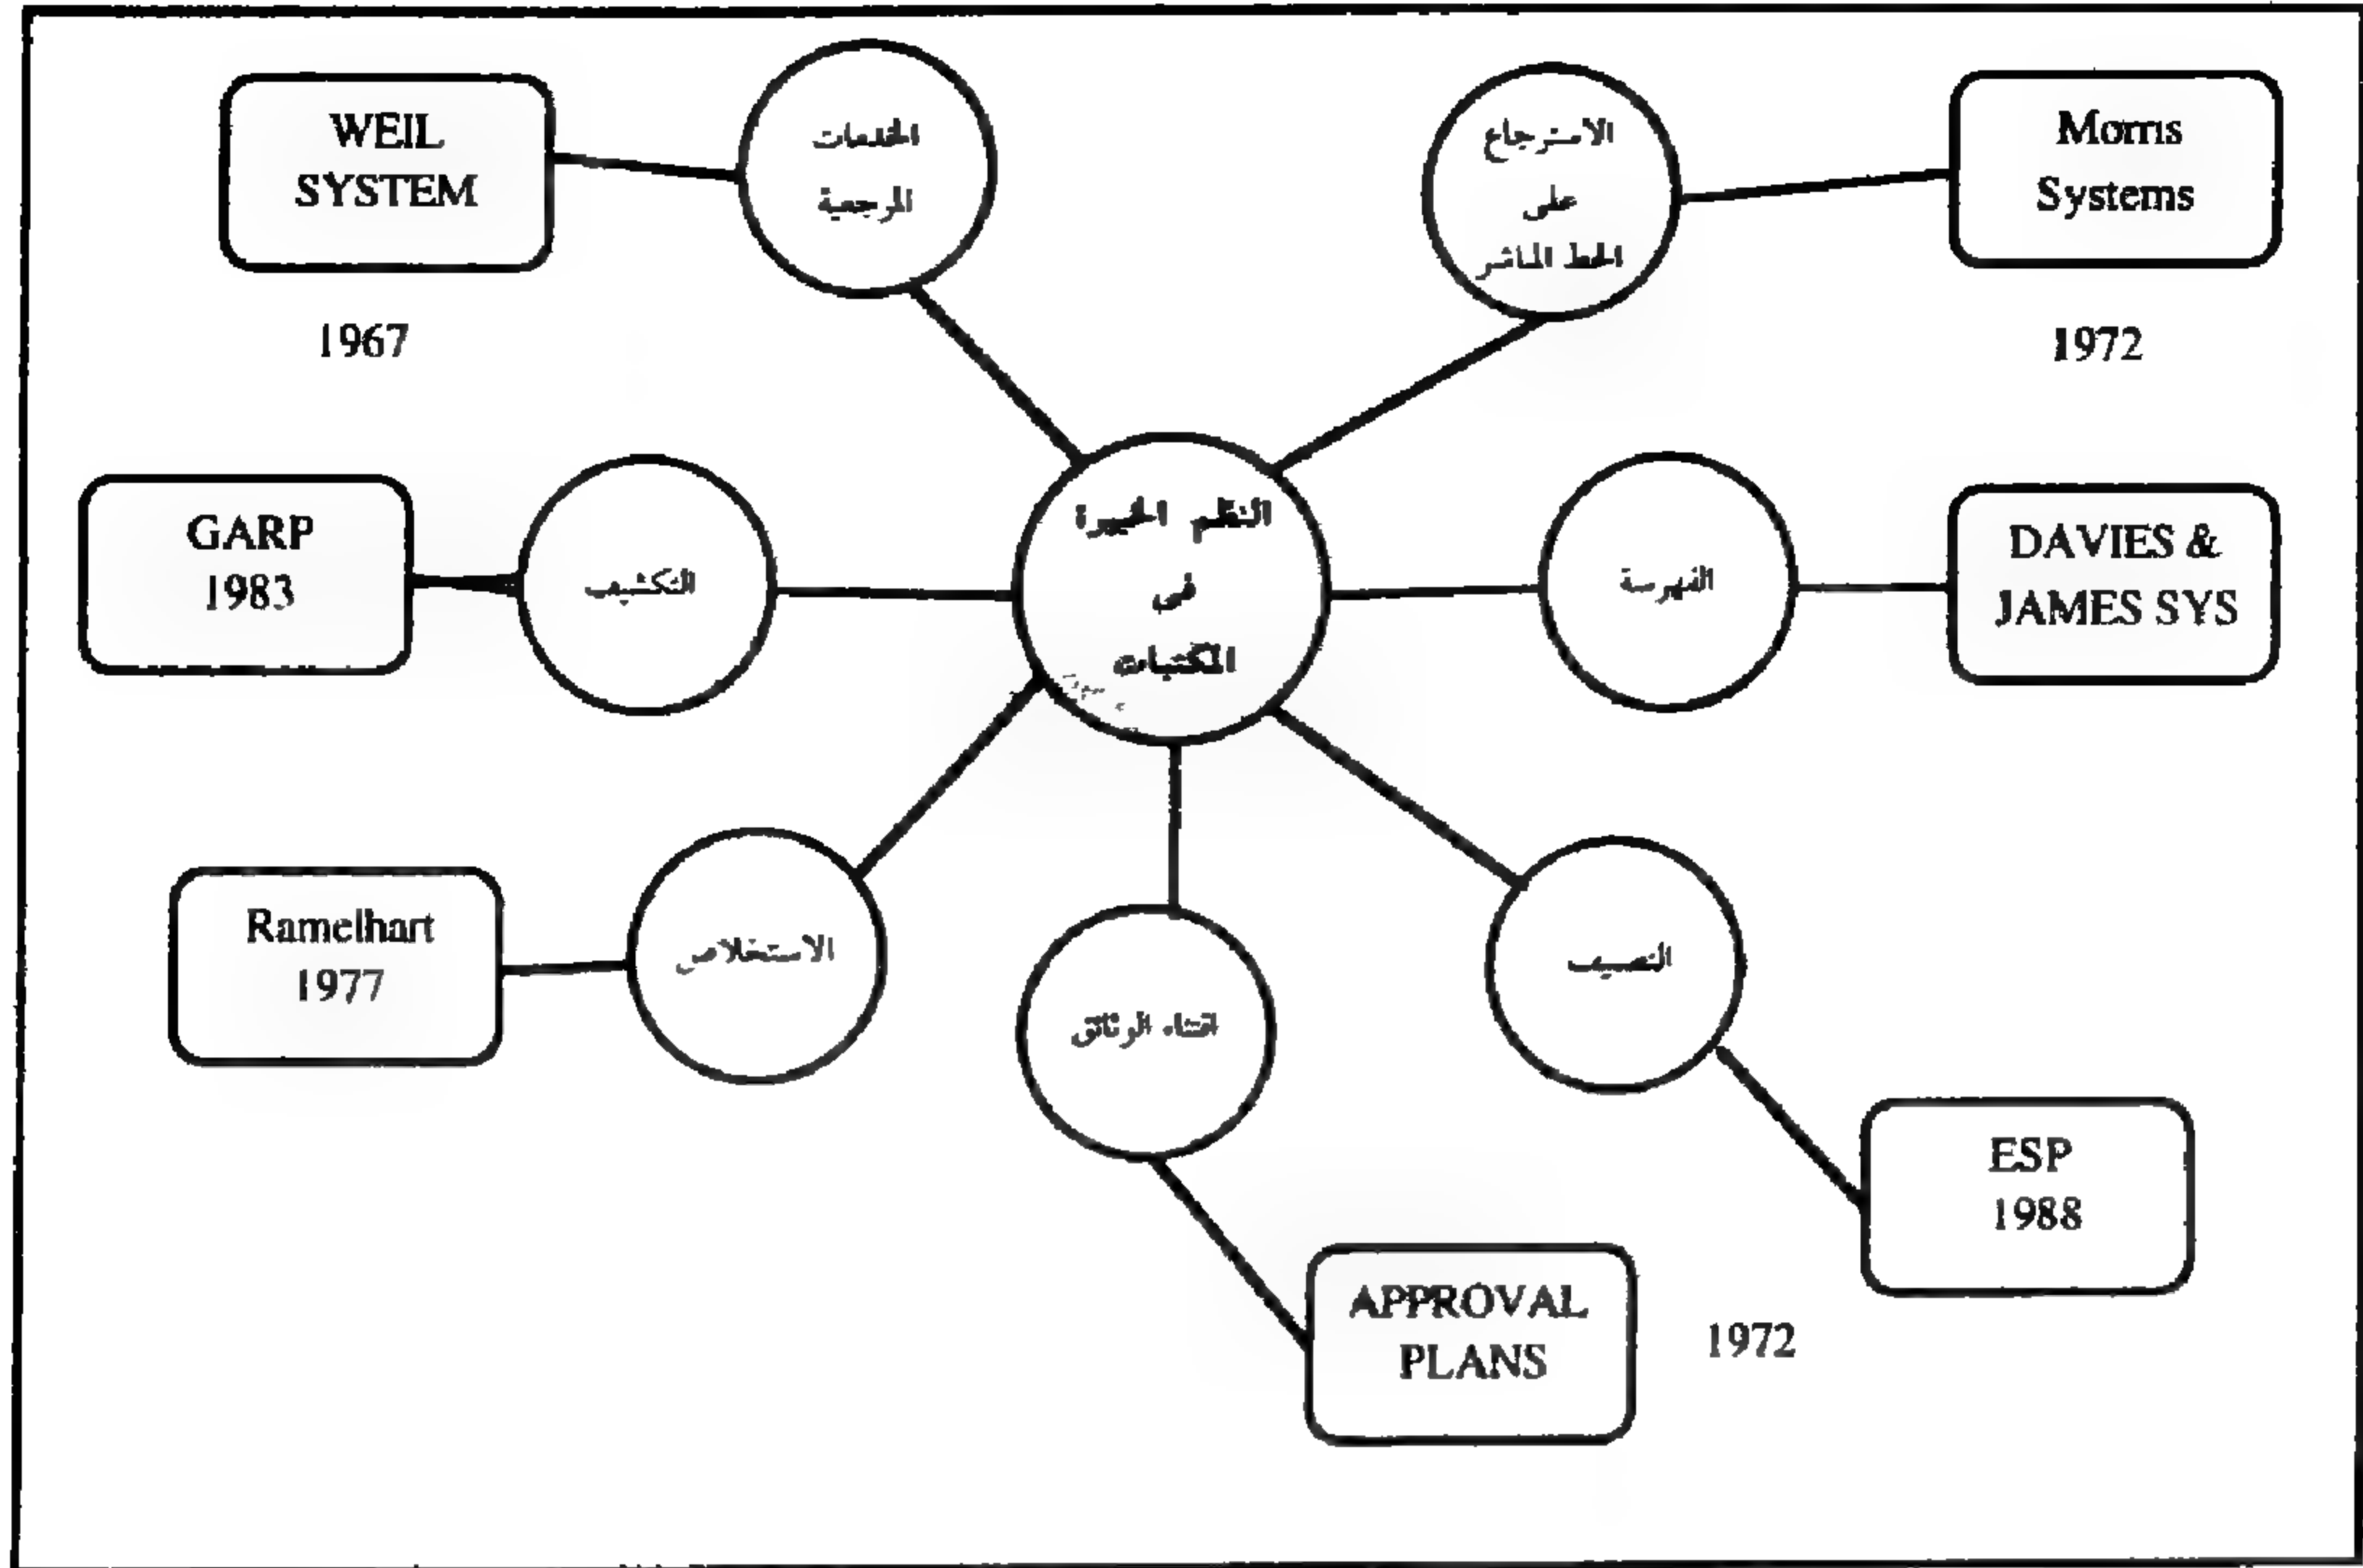 WEIL
SYSTEM
1967
الخدمات
المرجعية
الاسترجاع
على
الخط المباشر
Morris
Systems
1972
GARP
1983
التكشيف
النظم الخبيرة
في
المكتبات
الفهرسة
DAVIES &
JAMES SYS
Ramelhart
1977
الاستخلاص
اقتناء الوثائق
التصنيف
ESP
1988
APPROVAL
PLANS
1972